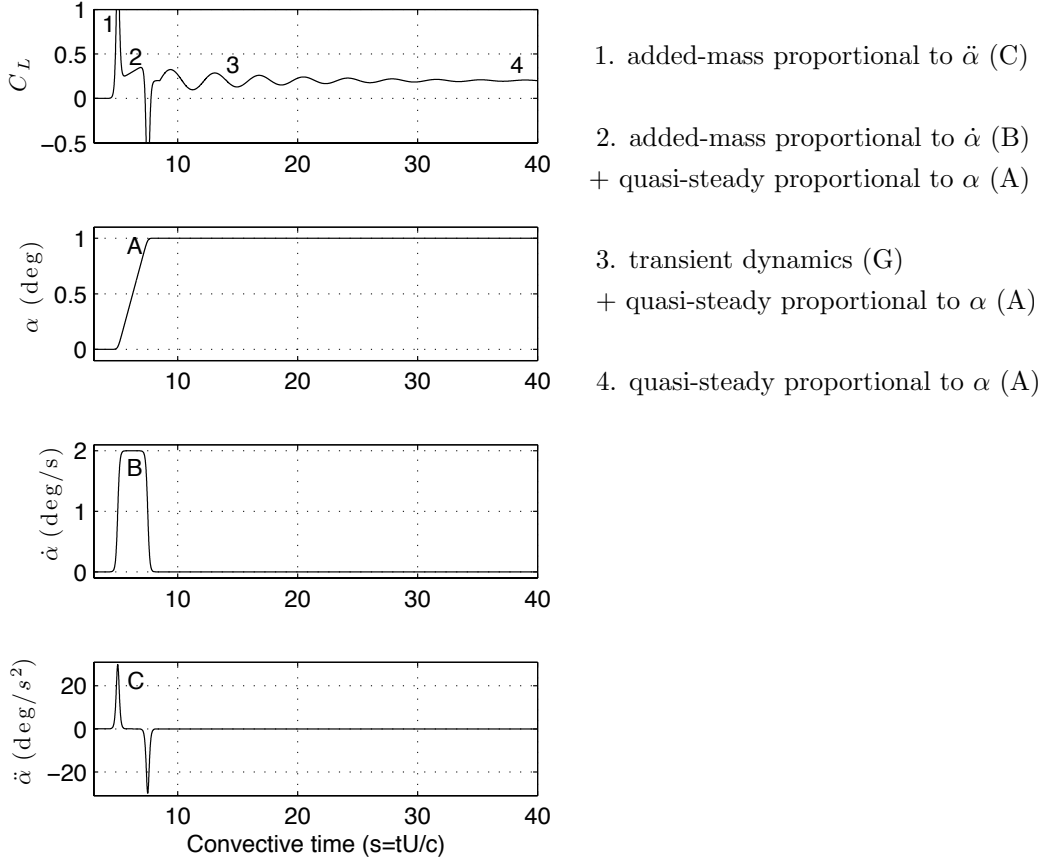 1
0.5
0
−0.5
C_L
1
2
3
4
10
20
30
40
1. added-mass proportional to α̈ (C)
2. added-mass proportional to α̇ (B)
+ quasi-steady proportional to α (A)
3. transient dynamics (G)
+ quasi-steady proportional to α (A)
4. quasi-steady proportional to α (A)
1
0.5
0
α (deg)
A
10
20
30
40
2
1
0
α̇ (deg/s)
B
10
20
30
40
20
0
−20
α̈ (deg/s²)
C
10
20
30
40
Convective time (s=tU/c)